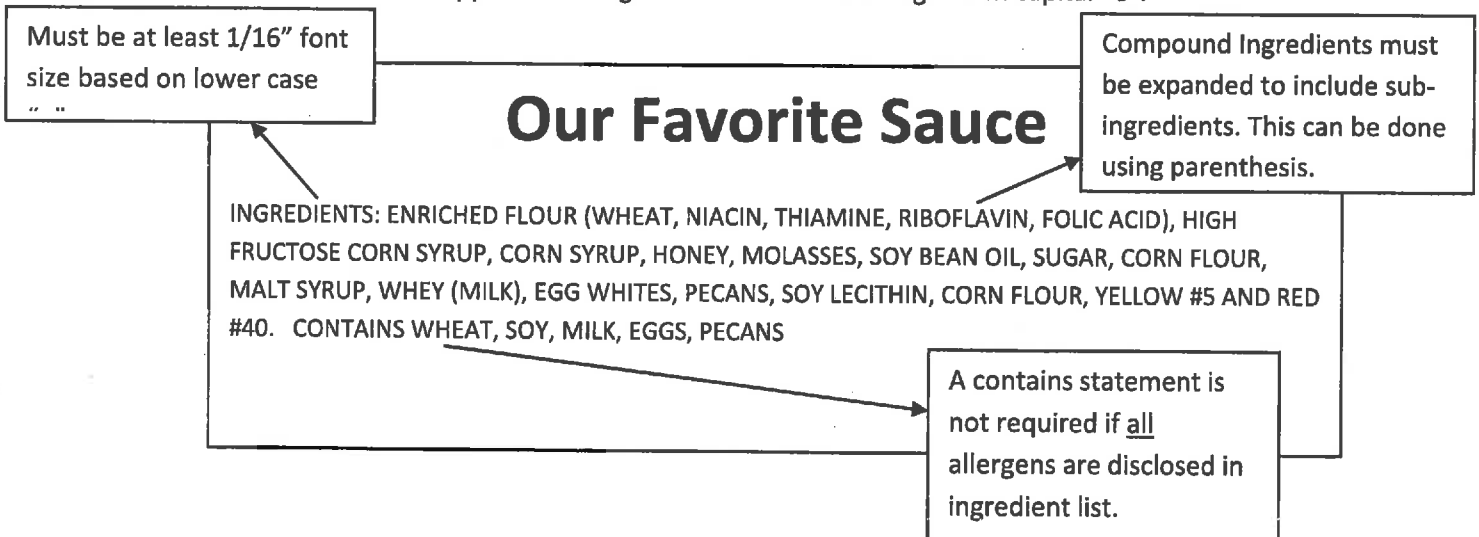 Must be at least 1/16” font
size based on lower case
“ ”
Compound Ingredients must
be expanded to include sub-
ingredients. This can be done
using parenthesis.
Our Favorite Sauce
INGREDIENTS: ENRICHED FLOUR (WHEAT, NIACIN, THIAMINE, RIBOFLAVIN, FOLIC ACID), HIGH
FRUCTOSE CORN SYRUP, CORN SYRUP, HONEY, MOLASSES, SOY BEAN OIL, SUGAR, CORN FLOUR,
MALT SYRUP, WHEY (MILK), EGG WHITES, PECANS, SOY LECITHIN, CORN FLOUR, YELLOW #5 AND RED
#40. CONTAINS WHEAT, SOY, MILK, EGGS, PECANS
A contains statement is
not required if all
allergens are disclosed in
ingredient list.